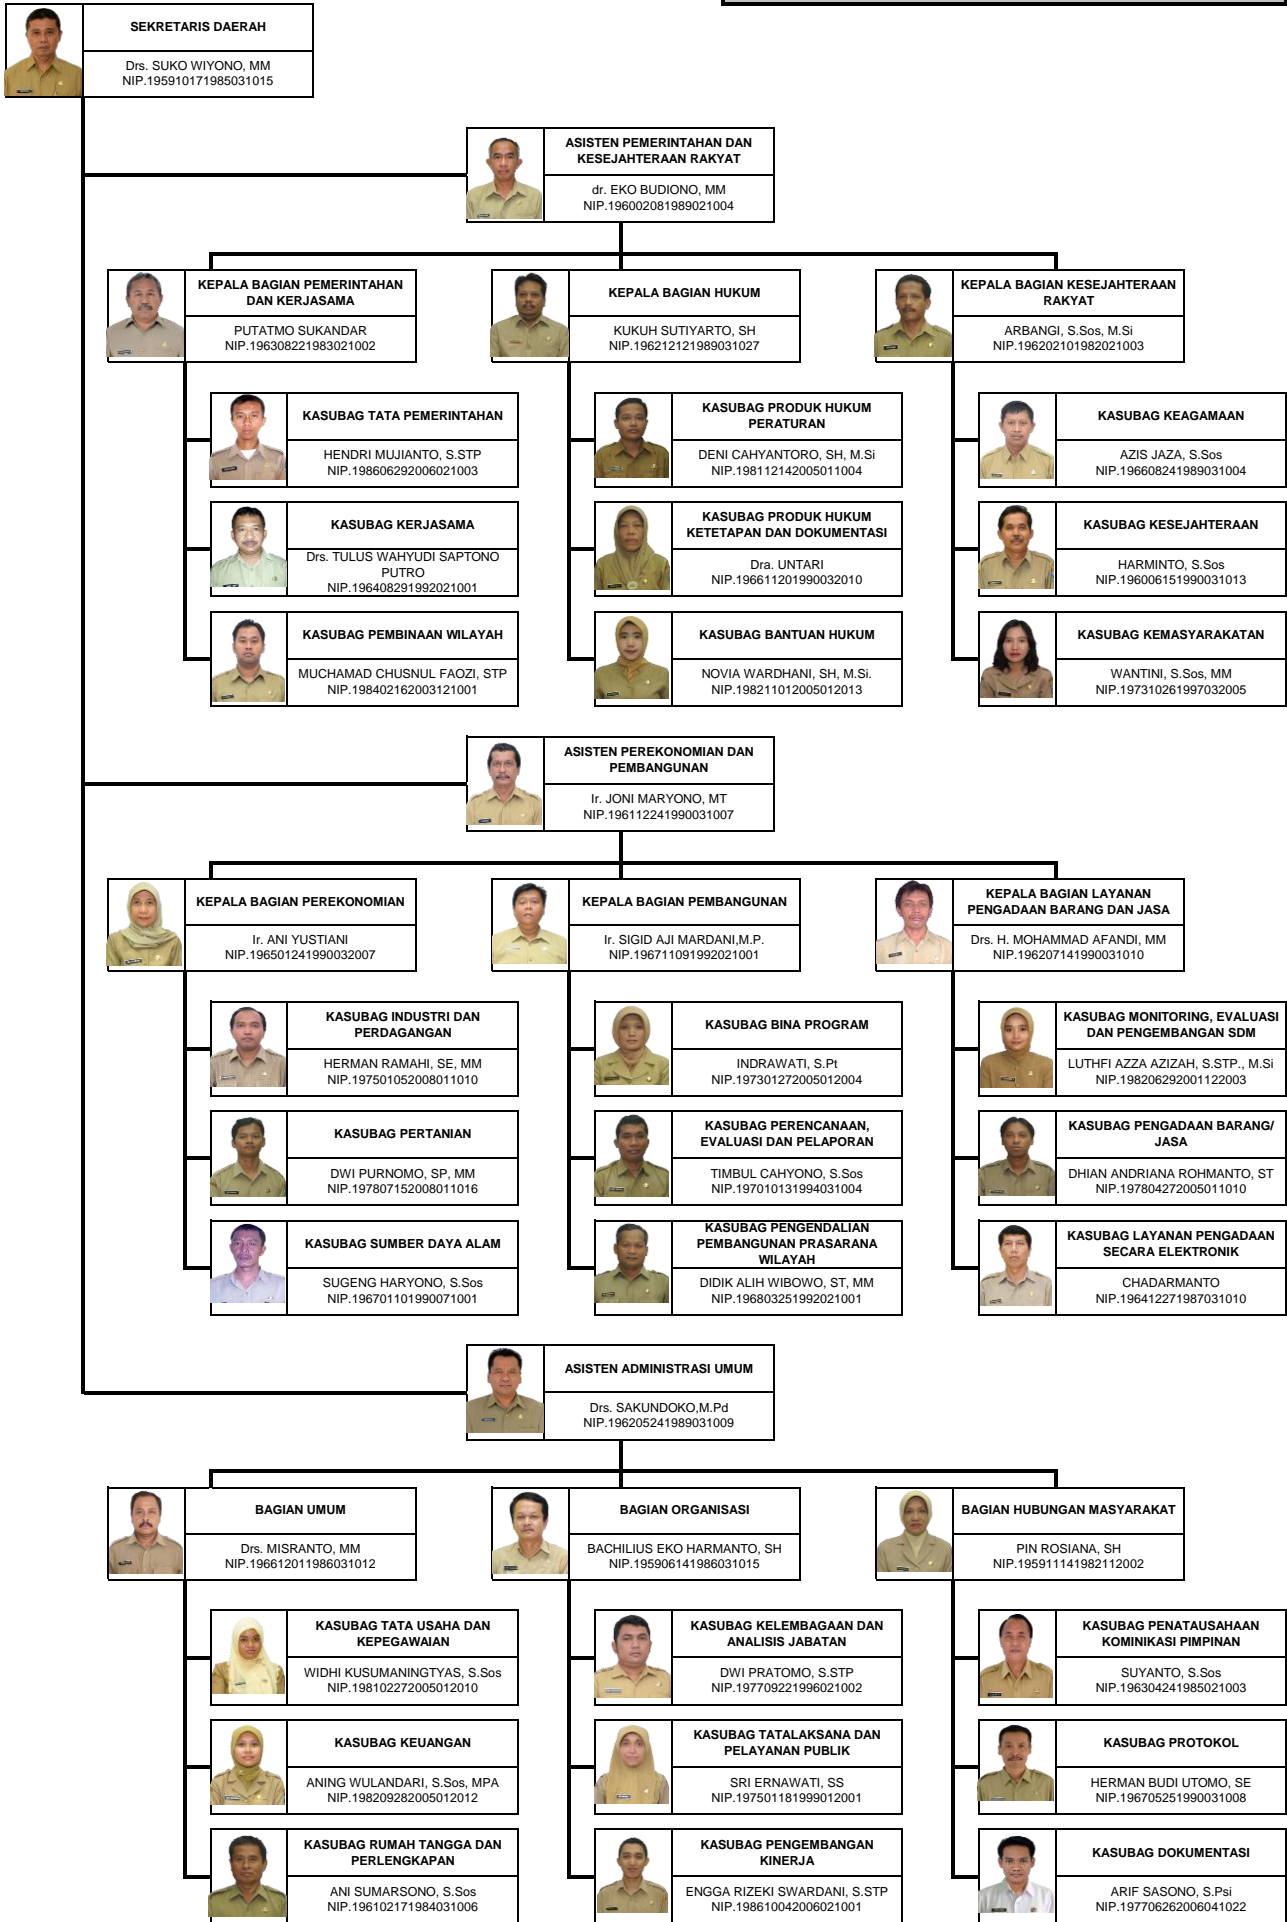 SEKRETARIS DAERAH
Drs. SUKO WIYONO, MM
NIP.195910171985031015
ASISTEN PEMERINTAHAN DAN
KESEJAHTERAAN RAKYAT
dr. EKO BUDIONO, MM
NIP.196002081989021004
KEPALA BAGIAN PEMERINTAHAN
DAN KERJASAMA
PUTATMO SUKANDAR
NIP.196308221983021002
KEPALA BAGIAN HUKUM
KUKUH SUTIYARTO, SH
NIP.196212121989031027
KEPALA BAGIAN KESEJAHTERAAN
RAKYAT
ARBANGI, S.Sos, M.Si
NIP.196202101982021003
KASUBAG TATA PEMERINTAHAN
HENDRI MUJIANTO, S.STP
NIP.198606292006021003
KASUBAG PRODUK HUKUM
PERATURAN
DENI CAHYANTORO, SH, M.Si
NIP.198112142005011004
KASUBAG KEAGAMAAN
AZIS JAZA, S.Sos
NIP.196608241989031004
KASUBAG KERJASAMA
Drs. TULUS WAHYUDI SAPTONO
PUTRO
NIP.196408291992021001
KASUBAG PRODUK HUKUM
KETETAPAN DAN DOKUMENTASI
Dra. UNTARI
NIP.196611201990032010
KASUBAG KESEJAHTERAAN
HARMINTO, S.Sos
NIP.196006151990031013
KASUBAG PEMBINAAN WILAYAH
MUCHAMAD CHUSNUL FAOZI, STP
NIP.198402162003121001
KASUBAG BANTUAN HUKUM
NOVIA WARDHANI, SH, M.Si.
NIP.198211012005012013
KASUBAG KEMASYARAKATAN
WANTINI, S.Sos, MM
NIP.197310261997032005
ASISTEN PEREKONOMIAN DAN
PEMBANGUNAN
Ir. JONI MARYONO, MT
NIP.196112241990031007
KEPALA BAGIAN PEREKONOMIAN
Ir. ANI YUSTIANI
NIP.196501241990032007
KEPALA BAGIAN PEMBANGUNAN
Ir. SIGID AJI MARDANI,M.P.
NIP.196711091992021001
KEPALA BAGIAN LAYANAN
PENGADAAN BARANG DAN JASA
Drs. H. MOHAMMAD AFANDI, MM
NIP.196207141990031010
KASUBAG INDUSTRI DAN
PERDAGANGAN
HERMAN RAMAHI, SE, MM
NIP.197501052008011010
KASUBAG BINA PROGRAM
INDRAWATI, S.Pt
NIP.197301272005012004
KASUBAG MONITORING, EVALUASI
DAN PENGEMBANGAN SDM
LUTHFI AZZA AZIZAH, S.STP., M.Si
NIP.198206292001122003
KASUBAG PERTANIAN
DWI PURNOMO, SP, MM
NIP.197807152008011016
KASUBAG PERENCANAAN,
EVALUASI DAN PELAPORAN
TIMBUL CAHYONO, S.Sos
NIP.197010131994031004
KASUBAG PENGADAAN BARANG/
JASA
DHIAN ANDRIANA ROHMANTO, ST
NIP.197804272005011010
KASUBAG SUMBER DAYA ALAM
SUGENG HARYONO, S.Sos
NIP.196701101990071001
KASUBAG PENGENDALIAN
PEMBANGUNAN PRASARANA
WILAYAH
DIDIK ALIH WIBOWO, ST, MM
NIP.196803251992021001
KASUBAG LAYANAN PENGADAAN
SECARA ELEKTRONIK
CHADARMANTO
NIP.196412271987031010
ASISTEN ADMINISTRASI UMUM
Drs. SAKUNDOKO,M.Pd
NIP.196205241989031009
BAGIAN UMUM
Drs. MISRANTO, MM
NIP.196612011986031012
BAGIAN ORGANISASI
BACHILIUS EKO HARMANTO, SH
NIP.195906141986031015
BAGIAN HUBUNGAN MASYARAKAT
PIN ROSIANA, SH
NIP.195911141982112002
KASUBAG TATA USAHA DAN
KEPEGAWAIAN
WIDHI KUSUMANINGTYAS, S.Sos
NIP.198102272005012010
KASUBAG KELEMBAGAAN DAN
ANALISIS JABATAN
DWI PRATOMO, S.STP
NIP.197709221996021002
KASUBAG PENATAUSAHAAN
KOMINIKASI PIMPINAN
SUYANTO, S.Sos
NIP.196304241985021003
KASUBAG KEUANGAN
ANING WULANDARI, S.Sos, MPA
NIP.198209282005012012
KASUBAG TATALAKSANA DAN
PELAYANAN PUBLIK
SRI ERNAWATI, SS
NIP.197501181999012001
KASUBAG PROTOKOL
HERMAN BUDI UTOMO, SE
NIP.196705251990031008
KASUBAG RUMAH TANGGA DAN
PERLENGKAPAN
ANI SUMARSONO, S.Sos
NIP.196102171984031006
KASUBAG PENGEMBANGAN
KINERJA
ENGGA RIZEKI SWARDANI, S.STP
NIP.198610042006021001
KASUBAG DOKUMENTASI
ARIF SASONO, S.Psi
NIP.197706262006041022